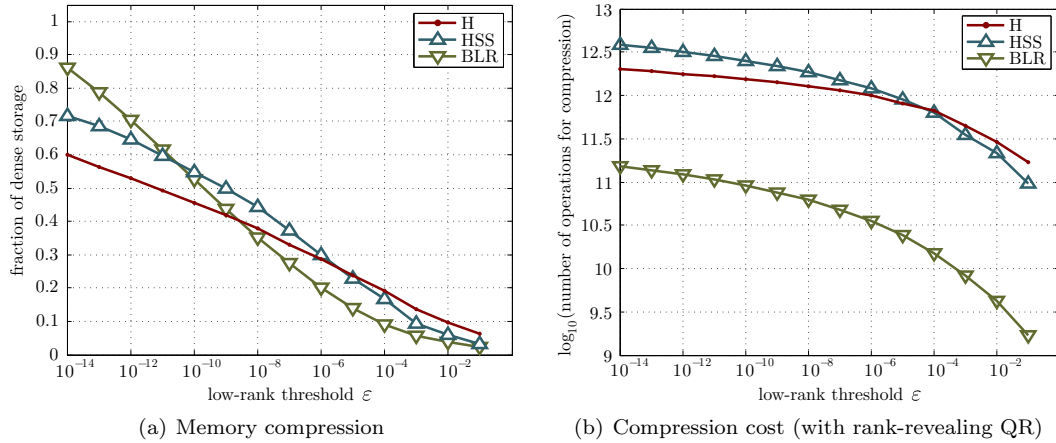 1
0.9
0.8
0.7
0.6
0.5
0.4
0.3
0.2
0.1
0
fraction of dense storage
H
HSS
BLR
10^−14 10^−12 10^−10 10^−8 10^−6 10^−4 10^−2
low-rank threshold ε
(a) Memory compression
13
12.5
12
11.5
11
10.5
10
9.5
9
log10(number of operations for compression)
H
HSS
BLR
10^−14 10^−12 10^−10 10^−8 10^−6 10^−4 10^−2
low-rank threshold ε
(b) Compression cost (with rank-revealing QR)